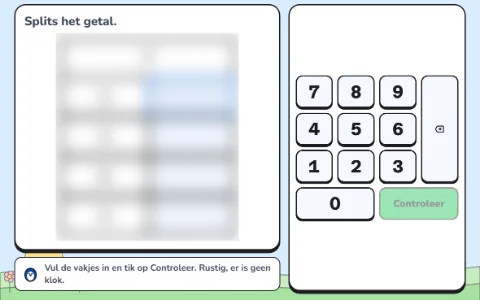 Splits het getal.
7 8 9
4 5 6
1 2 3
0 Controleer
Vul de vakjes in en tik op Controleer. Rustig, er is geen
klok.